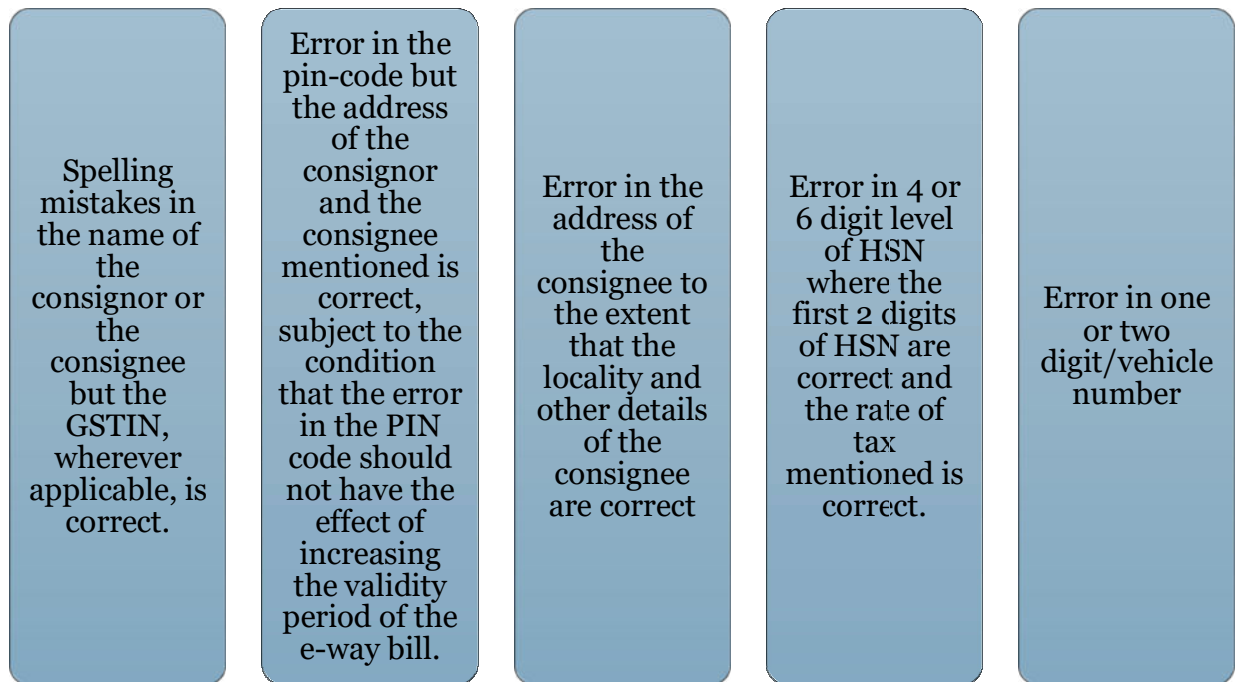 Spelling
mistakes in
the name of
the
consignor or
the
consignee
but the
GSTIN,
wherever
applicable, is
correct.
Error in the
pin-code but
the address
of the
consignor
and the
consignee
mentioned is
correct,
subject to the
condition
that the error
in the PIN
code should
not have the
effect of
increasing
the validity
period of the
e-way bill.
Error in the
address of
the
consignee to
the extent
that the
locality and
other details
of the
consignee
are correct
Error in 4 or
6 digit level
of HSN
where the
first 2 digits
of HSN are
correct and
the rate of
tax
mentioned is
correct.
Error in one
or two
digit/vehicle
number